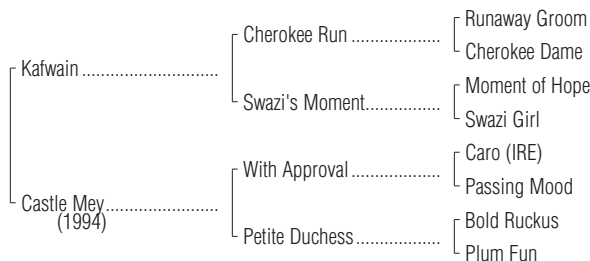 Runaway Groom
Cherokee Run ....................
Cherokee Dame
Kafwain ..............................
Moment of Hope
Swazi's Moment.................
Swazi Girl
Caro (IRE)
With Approval ....................
Passing Mood
Castle Mey.........................
(1994)
Bold Ruckus
Petite Duchess...................
Plum Fun